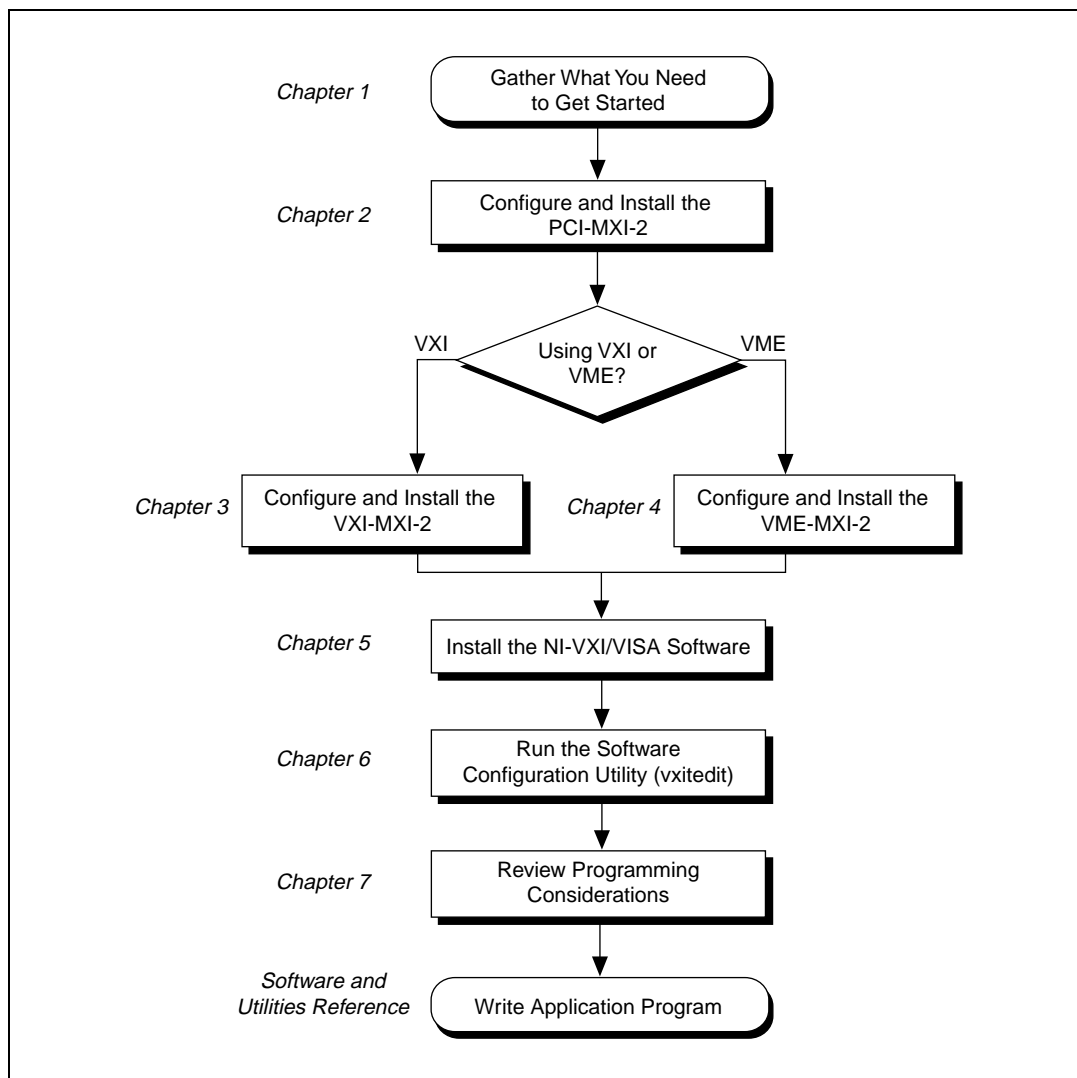 Chapter 1
Gather What You Need
to Get Started
Chapter 2
Configure and Install the
PCI-MXI-2
VXI
Using VXI or
VME?
VME
Chapter 3
Configure and Install the
VXI-MXI-2
Chapter 4
Configure and Install the
VME-MXI-2
Chapter 5
Install the NI-VXI/VISA Software
Chapter 6
Run the Software
Configuration Utility (vxitedit)
Chapter 7
Review Programming
Considerations
Software and
Utilities Reference
Write Application Program